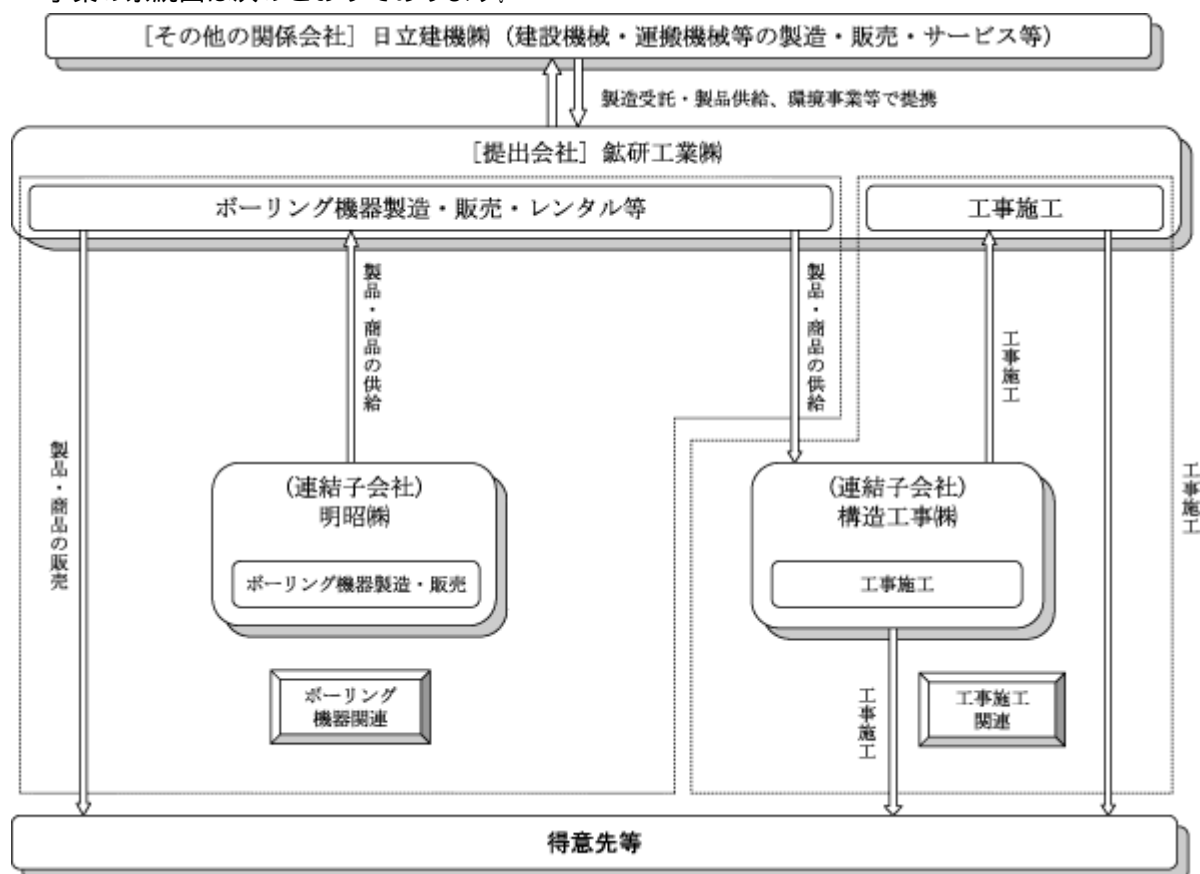 事業の系統図は次のとおりであります。
［その他の関係会社］日立建機㈱（建設機械・運搬機械等の製造・販売・サービス等）
製造受託・製品供給、環境事業等で提携
［提出会社］鉱研工業㈱
ボーリング機器製造・販売・レンタル等
工事施工
製品・商品の供給
製品・商品の供給
工事施工
製品・商品の販売
工事施工
（連結子会社）
明昭㈱
ボーリング機器製造・販売
（連結子会社）
構造工事㈱
工事施工
ボーリング
機器関連
工事施工
工事施工
関連
得意先等